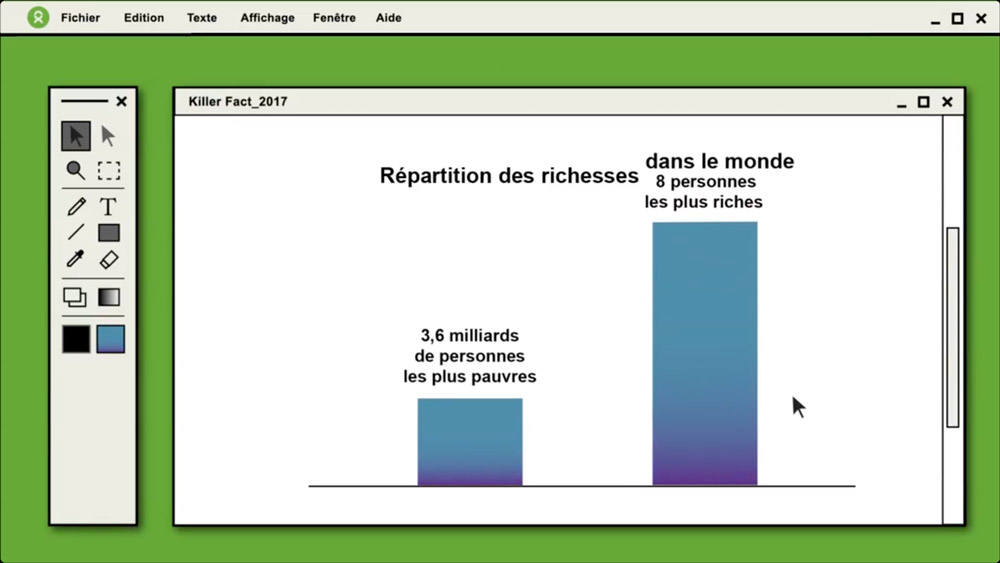 Fichier Edition Texte Affichage Fenêtre Aide
Killer Fact_2017
Répartition des richesses dans le monde
8 personnes
les plus riches
3,6 milliards
de personnes
les plus pauvres
T